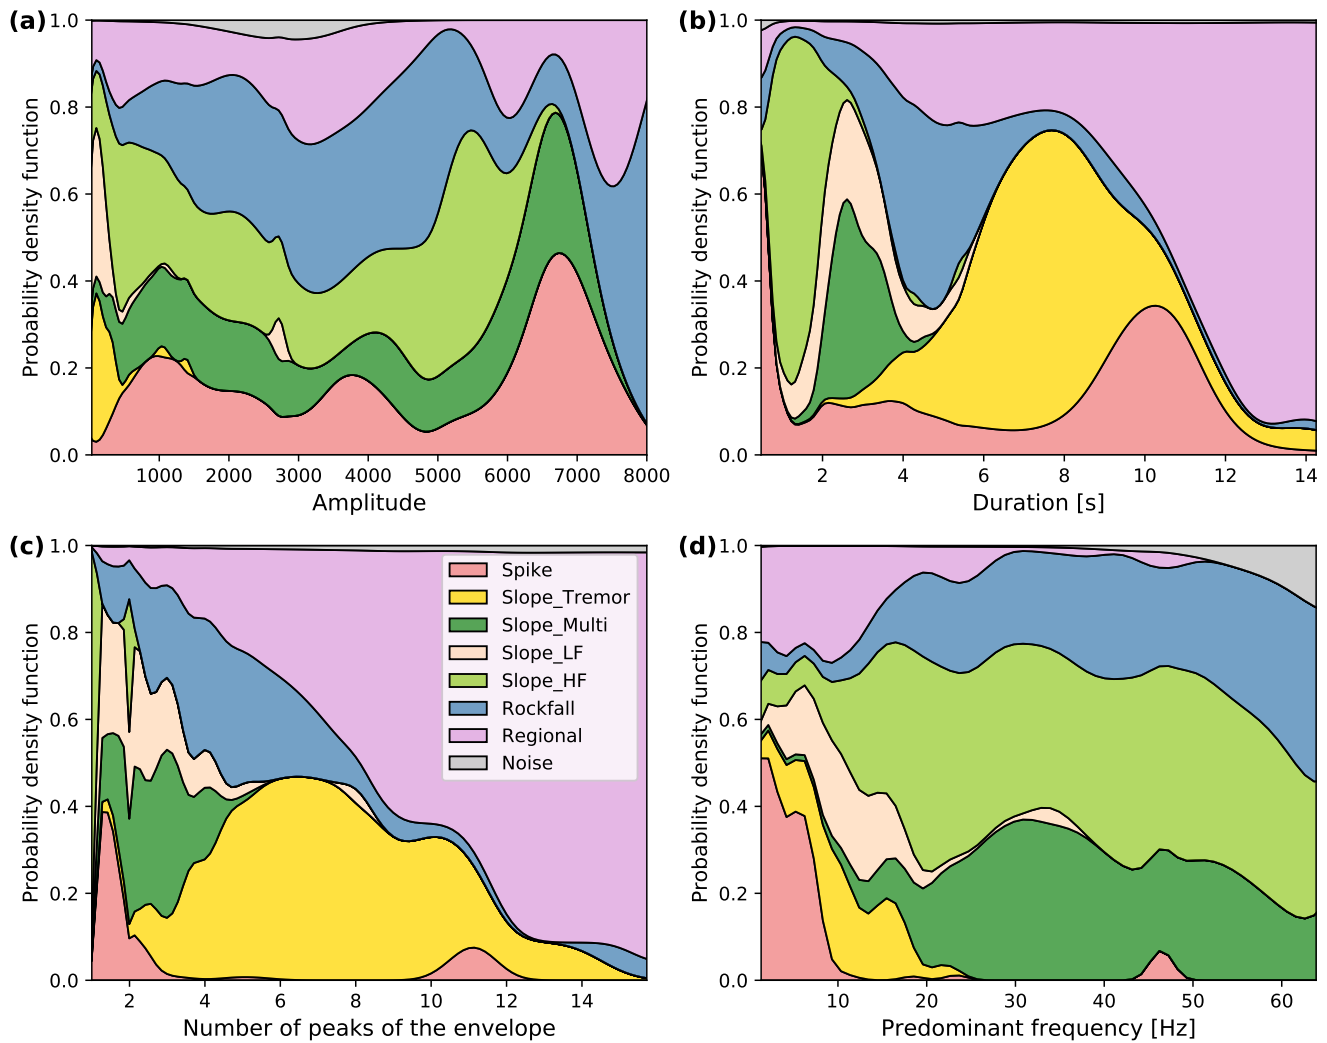 (a)
Probability density function
1.0
0.8
0.6
0.4
0.2
0.0
1000 2000 3000 4000 5000 6000 7000 8000
Amplitude
(b)
Probability density function
1.0
0.8
0.6
0.4
0.2
0.0
2 4 6 8 10 12 14
Duration [s]
(c)
Probability density function
1.0
0.8
0.6
0.4
0.2
0.0
2 4 6 8 10 12 14
Number of peaks of the envelope
Spike
Slope_Tremor
Slope_Multi
Slope_LF
Slope_HF
Rockfall
Regional
Noise
(d)
Probability density function
1.0
0.8
0.6
0.4
0.2
0.0
10 20 30 40 50 60
Predominant frequency [Hz]